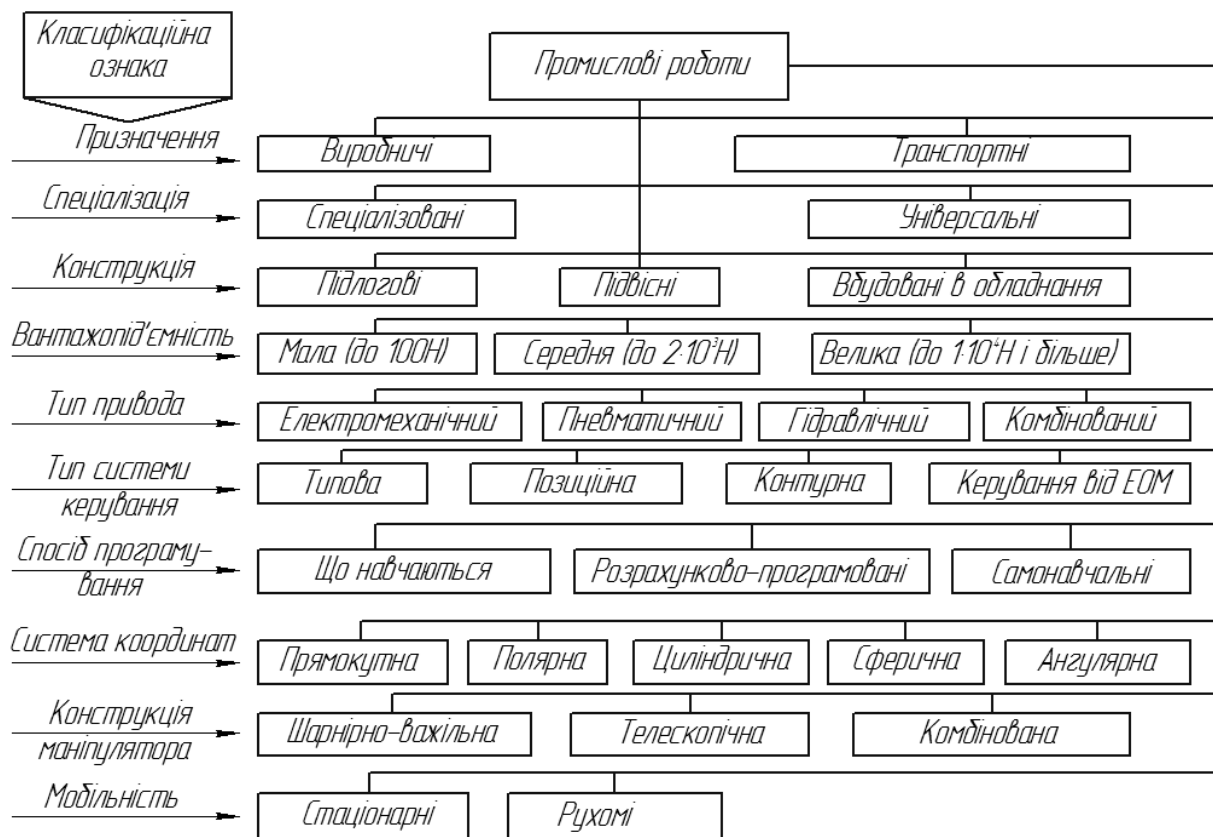 Класифікаційна
ознака
Промислові роботи
Призначення
Виробничі
Транспортні
Спеціалізація
Спеціалізовані
Універсальні
Конструкція
Підлогові
Підвісні
Вбудовані в обладнання
Вантажопід'ємність
Мала (до 100Н)
Середня (до 2·10³Н)
Велика (до 1·10⁴Н і більше)
Тип привода
Електромеханічний
Пневматичний
Гідравлічний
Комбінований
Тип системи
керування
Типова
Позиційна
Контурна
Керування від ЕОМ
Спосіб програму-
вання
Що навчаються
Розрахунково-програмовані
Самонавчальні
Система координат
Прямокутна
Полярна
Циліндрична
Сферична
Ангулярна
Конструкція
маніпулятора
Шарнірно-важільна
Телескопічна
Комбінована
Мобільність
Стаціонарні
Рухомі